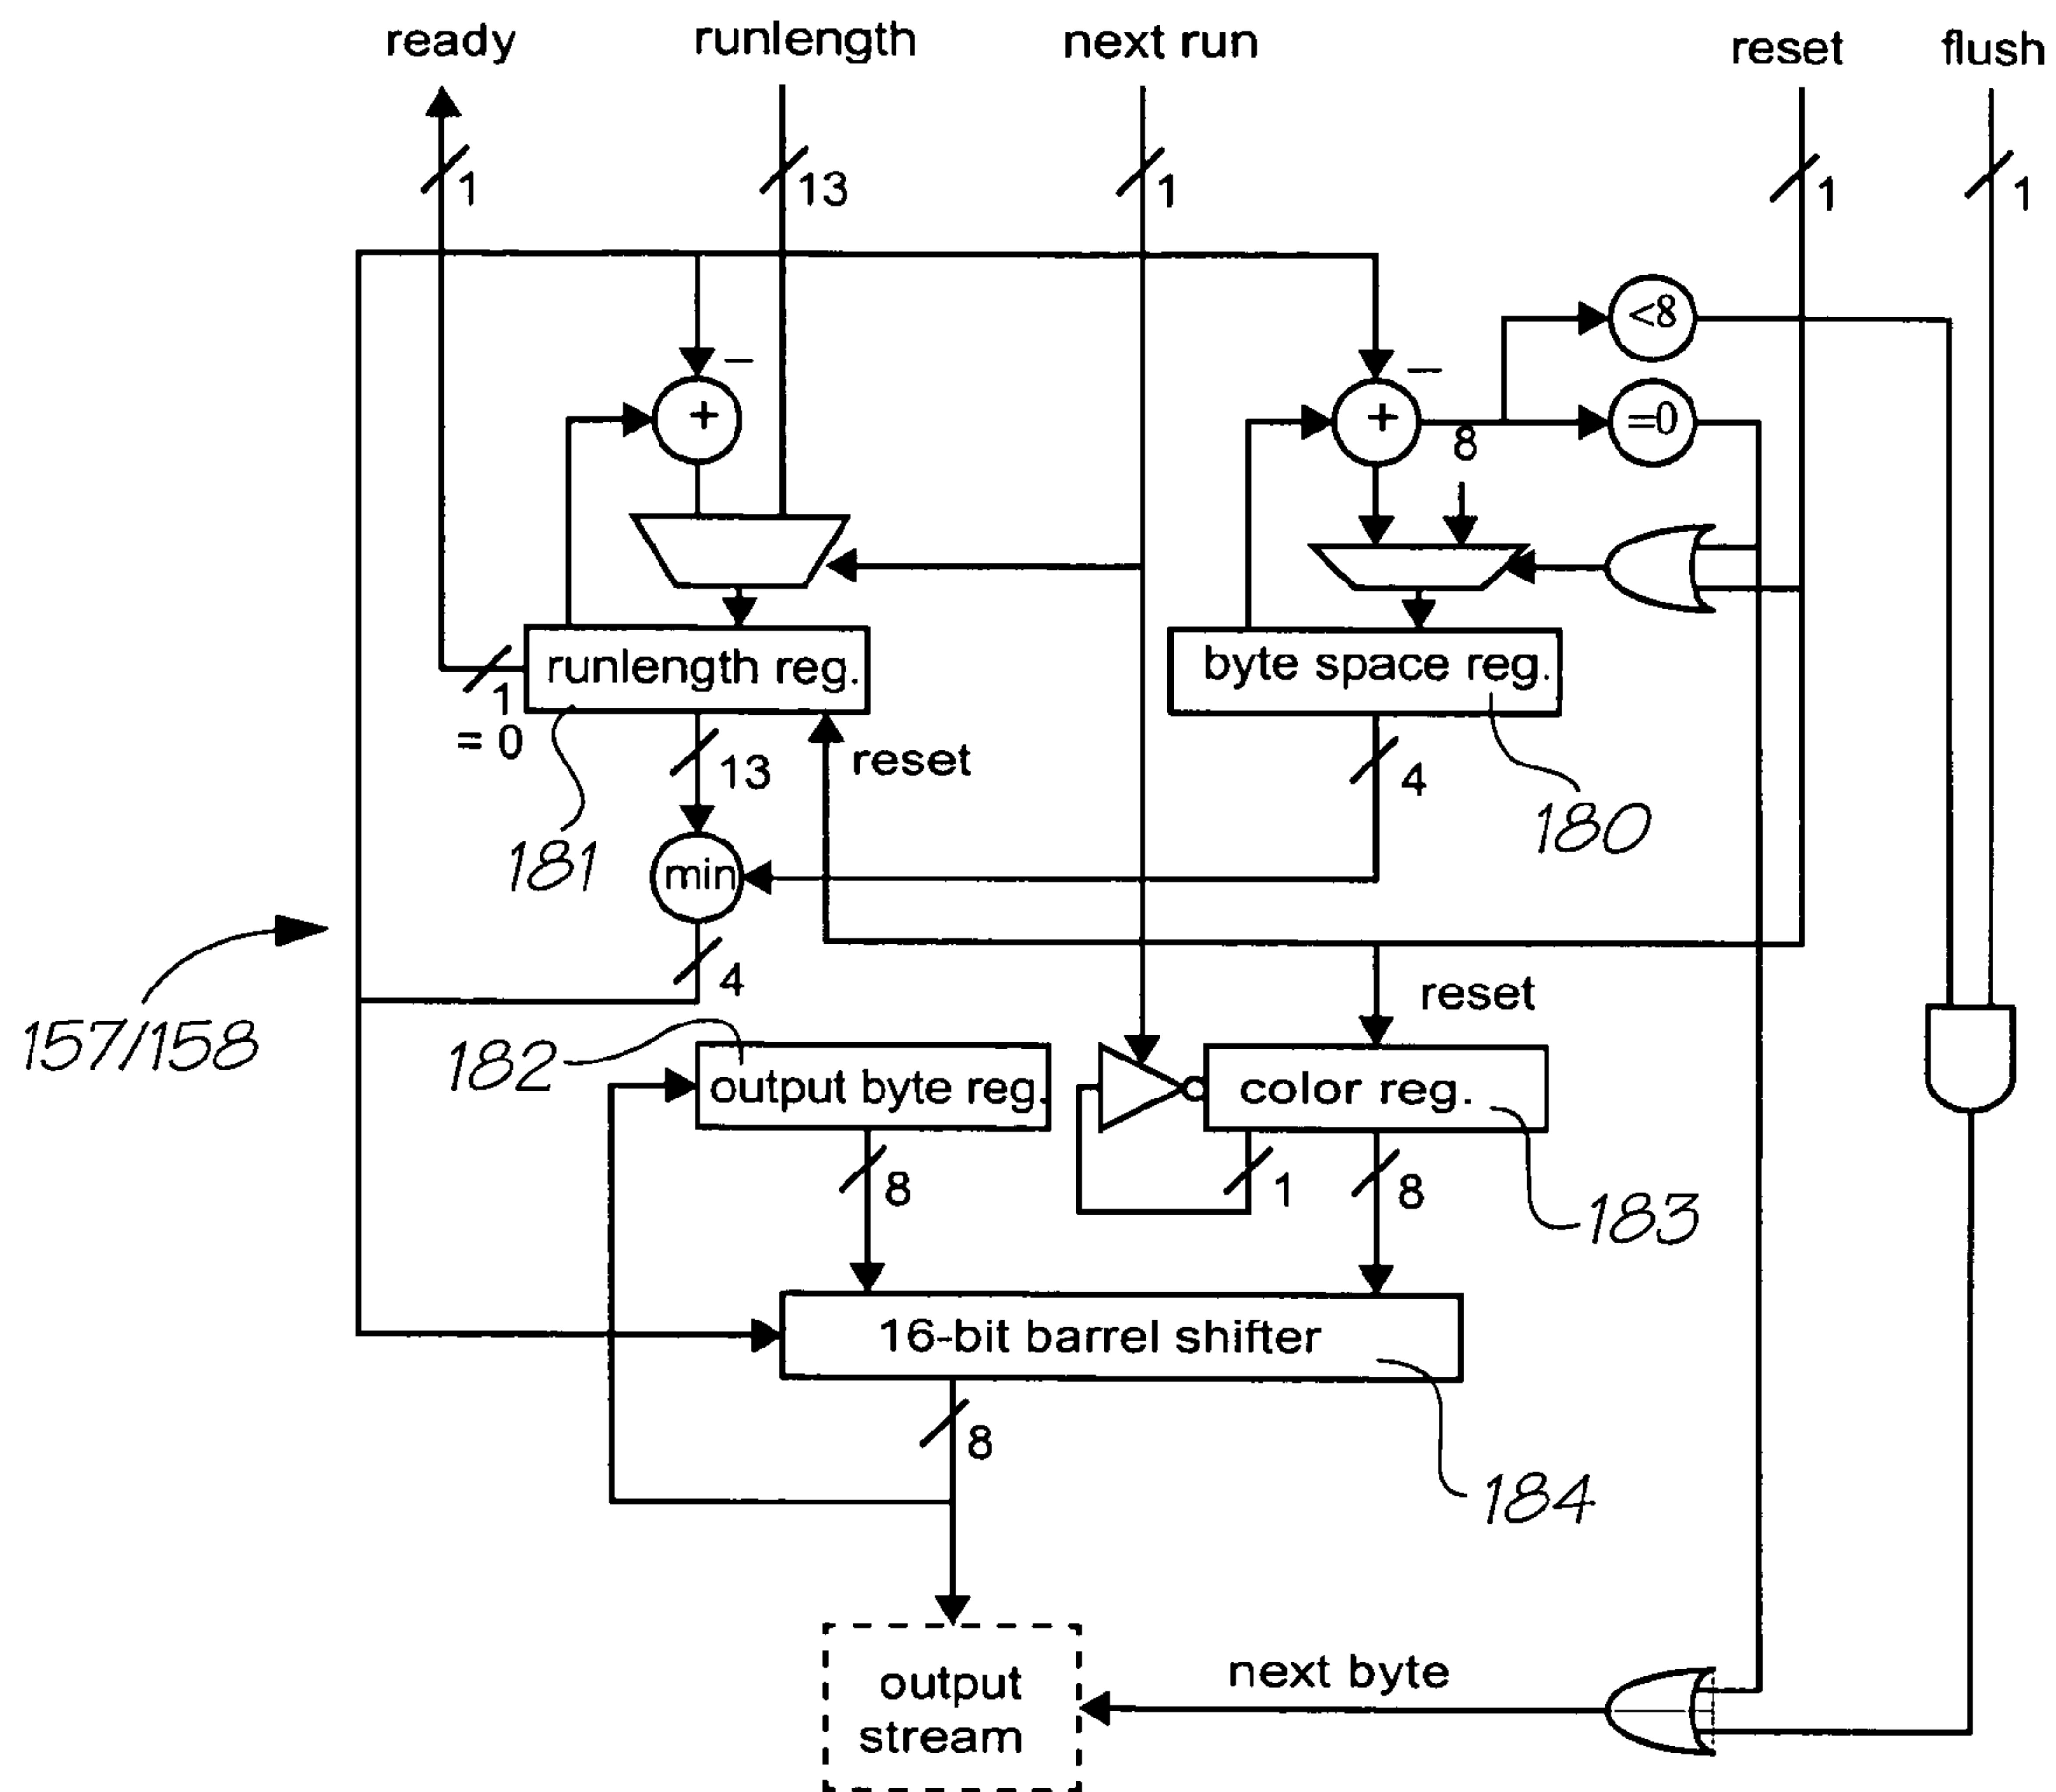 ready
runlength
next run
reset
flush
1
13
1
1
1
<8
–
–
+
+
8
=0
runlength reg.
byte space reg.
1
= 0
13
reset
4
181
180
min
4
reset
157/158
182
output byte reg.
color reg.
8
1
8
183
16-bit barrel shifter
8
184
output
stream
next byte